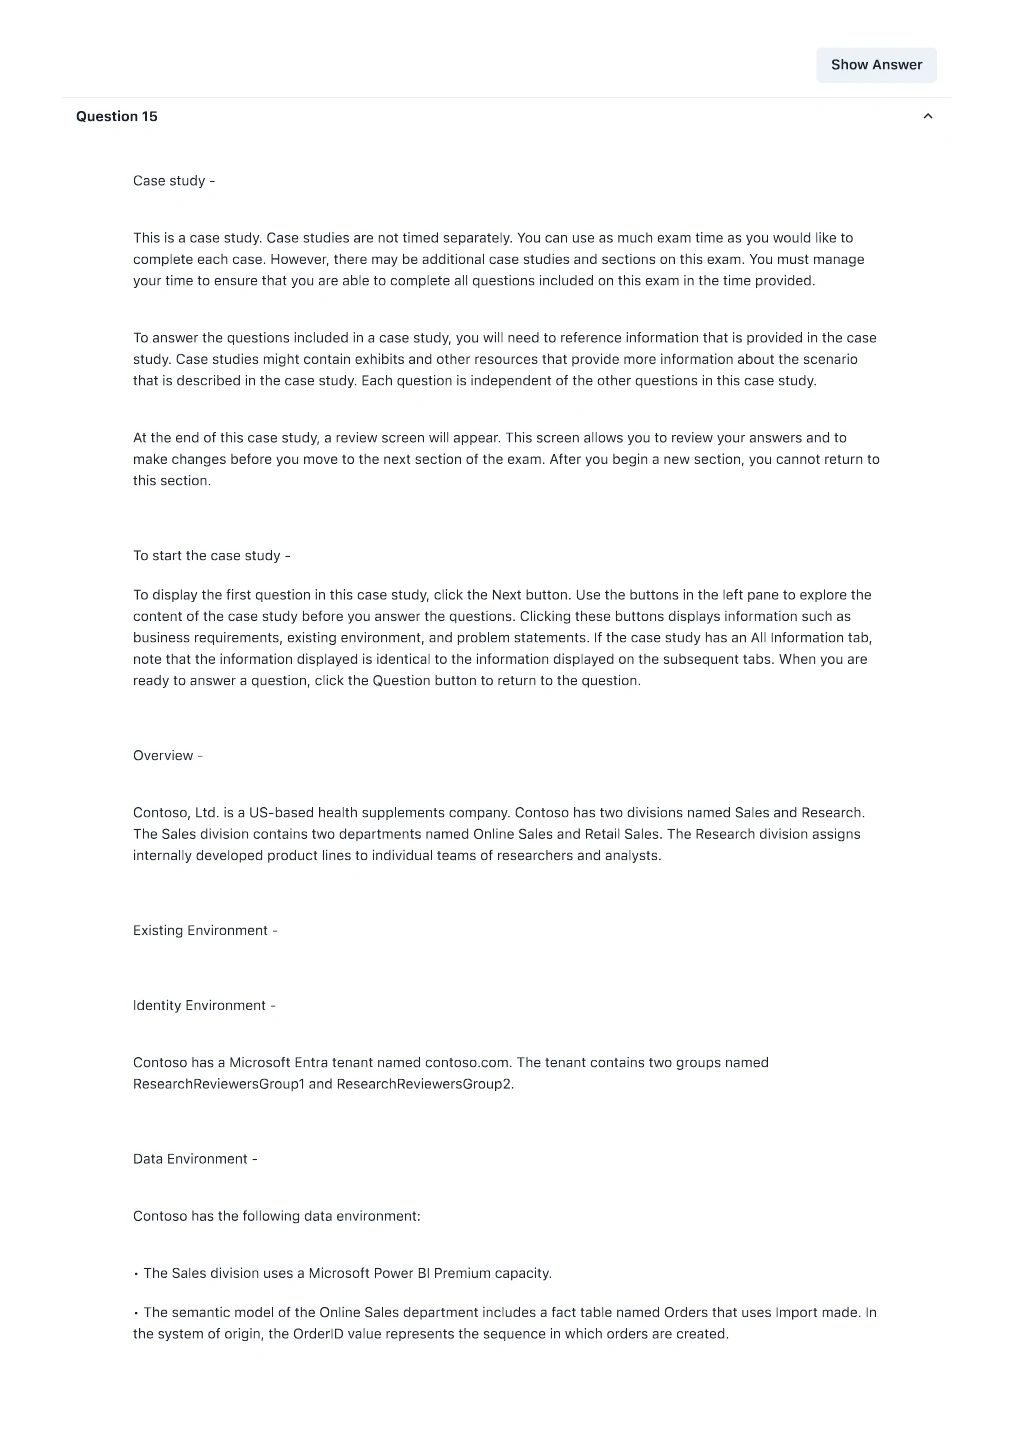 Show Answer
Question 15
Case study -
This is a case study. Case studies are not timed separately. You can use as much exam time as you would like to
complete each case. However, there may be additional case studies and sections on this exam. You must manage
your time to ensure that you are able to complete all questions included on this exam in the time provided.
To answer the questions included in a case study, you will need to reference information that is provided in the case
study. Case studies might contain exhibits and other resources that provide more information about the scenario
that is described in the case study. Each question is independent of the other questions in this case study.
At the end of this case study, a review screen will appear. This screen allows you to review your answers and to
make changes before you move to the next section of the exam. After you begin a new section, you cannot return to
this section.
To start the case study -
To display the first question in this case study, click the Next button. Use the buttons in the left pane to explore the
content of the case study before you answer the questions. Clicking these buttons displays information such as
business requirements, existing environment, and problem statements. If the case study has an All Information tab,
note that the information displayed is identical to the information displayed on the subsequent tabs. When you are
ready to answer a question, click the Question button to return to the question.
Overview -
Contoso, Ltd. is a US-based health supplements company. Contoso has two divisions named Sales and Research.
The Sales division contains two departments named Online Sales and Retail Sales. The Research division assigns
internally developed product lines to individual teams of researchers and analysts.
Existing Environment -
Identity Environment -
Contoso has a Microsoft Entra tenant named contoso.com. The tenant contains two groups named
ResearchReviewersGroup1 and ResearchReviewersGroup2.
Data Environment -
Contoso has the following data environment:
• The Sales division uses a Microsoft Power BI Premium capacity.
• The semantic model of the Online Sales department includes a fact table named Orders that uses Import made. In
the system of origin, the OrderID value represents the sequence in which orders are created.